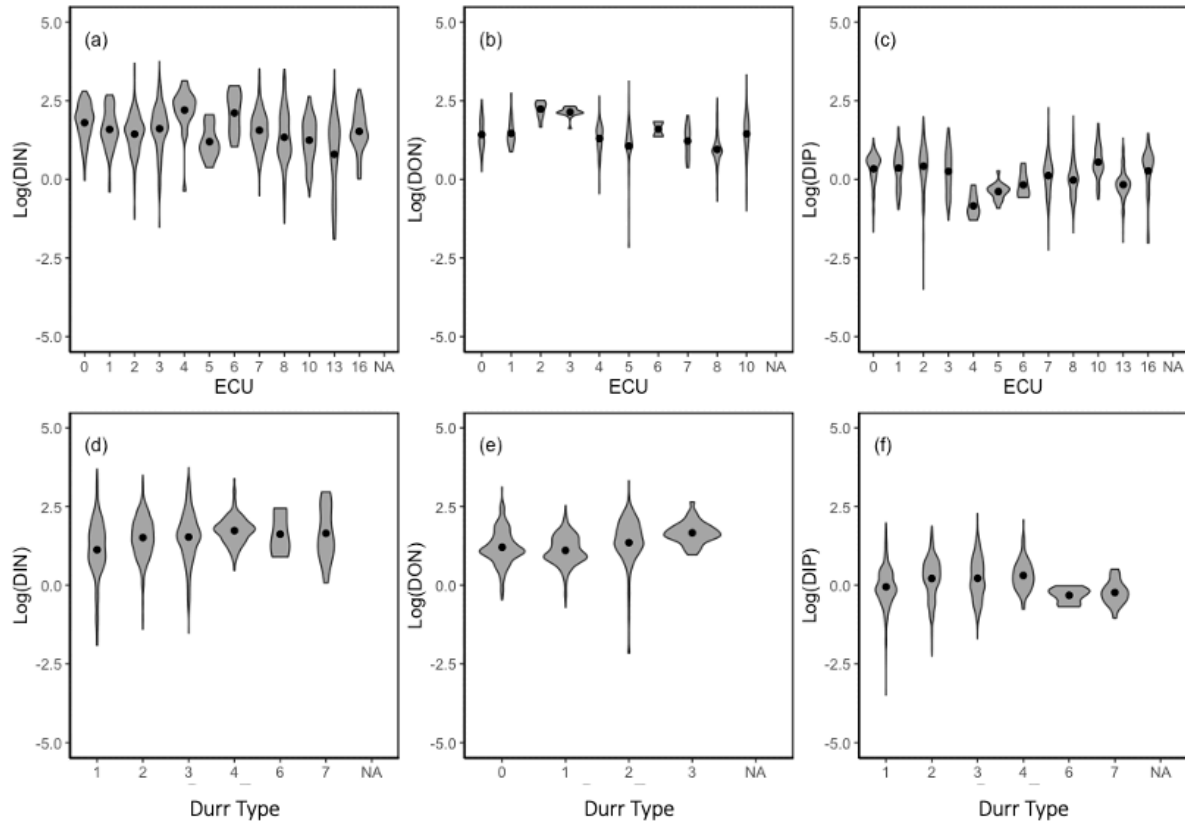 (a)
Log(DIN)
5.0
2.5
0.0
-2.5
-5.0
0 1 2 3 4 5 6 7 8 10 13 16 NA
ECU
(b)
Log(DON)
5.0
2.5
0.0
-2.5
-5.0
0 1 2 3 4 5 6 7 8 10 NA
ECU
(c)
Log(DIP)
5.0
2.5
0.0
-2.5
-5.0
0 1 2 3 4 5 6 7 8 10 13 16 NA
ECU
(d)
Log(DIN)
5.0
2.5
0.0
-2.5
-5.0
1 2 3 4 6 7 NA
Durr Type
(e)
Log(DON)
5.0
2.5
0.0
-2.5
-5.0
0 1 2 3 NA
Durr Type
(f)
Log(DIP)
5.0
2.5
0.0
-2.5
-5.0
1 2 3 4 6 7 NA
Durr Type